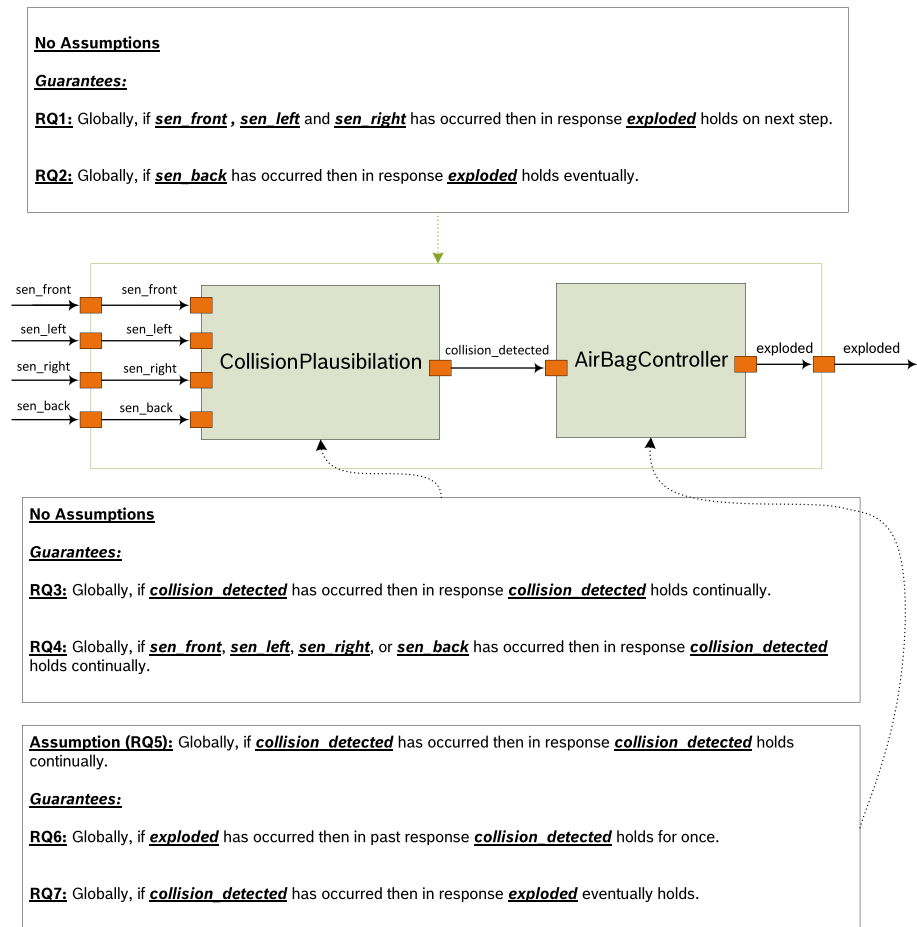 No Assumptions
Guarantees:
RQ1: Globally, if sen_front , sen_left and sen_right has occurred then in response exploded holds on next step.
RQ2: Globally, if sen_back has occurred then in response exploded holds eventually.
sen_front sen_front
sen_left sen_left
sen_right sen_right
sen_back sen_back
CollisionPlausibilation
collision_detected
AirBagController
exploded exploded
No Assumptions
Guarantees:
RQ3: Globally, if collision_detected has occurred then in response collision_detected holds continually.
RQ4: Globally, if sen_front, sen_left, sen_right, or sen_back has occurred then in response collision_detected
holds continually.
Assumption (RQ5): Globally, if collision_detected has occurred then in response collision_detected holds
continually.
Guarantees:
RQ6: Globally, if exploded has occurred then in past response collision_detected holds for once.
RQ7: Globally, if collision_detected has occurred then in response exploded eventually holds.